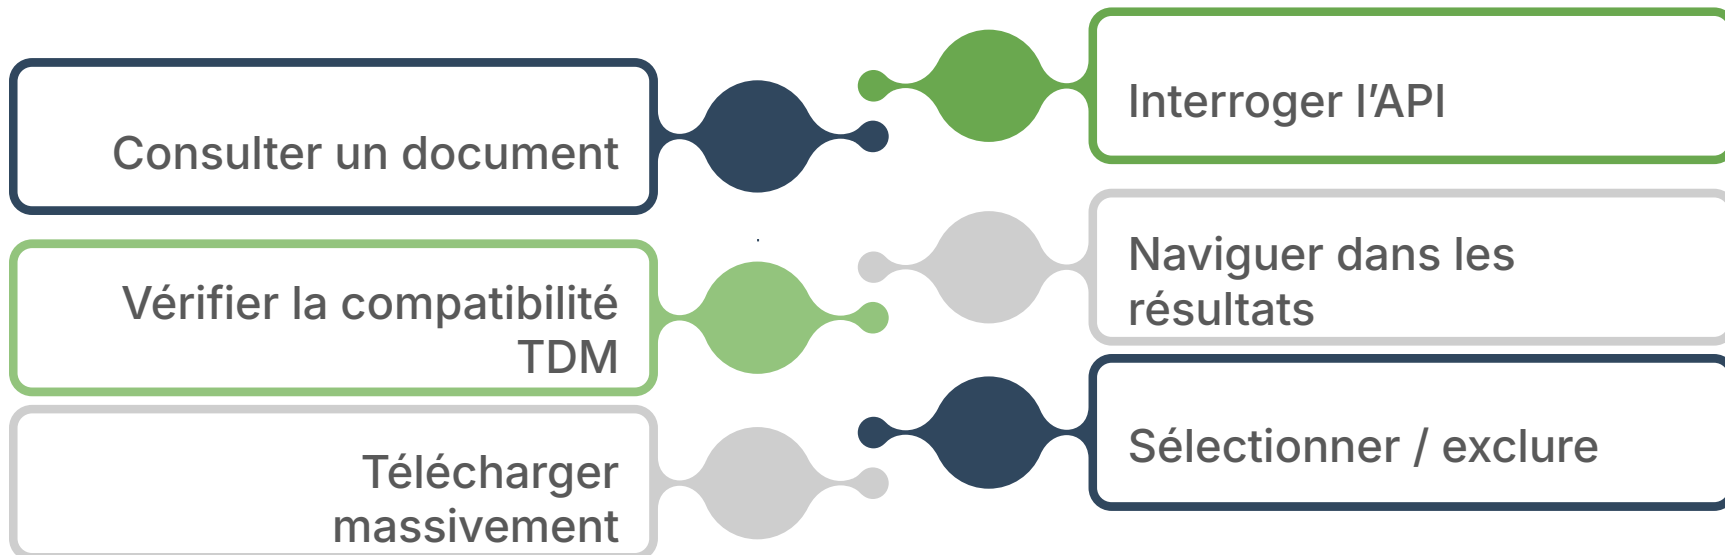 Consulter un document
Vérifier la compatibilité
TDM
Télécharger
massivement
Interroger l’API
Naviguer dans les
résultats
Sélectionner / exclure